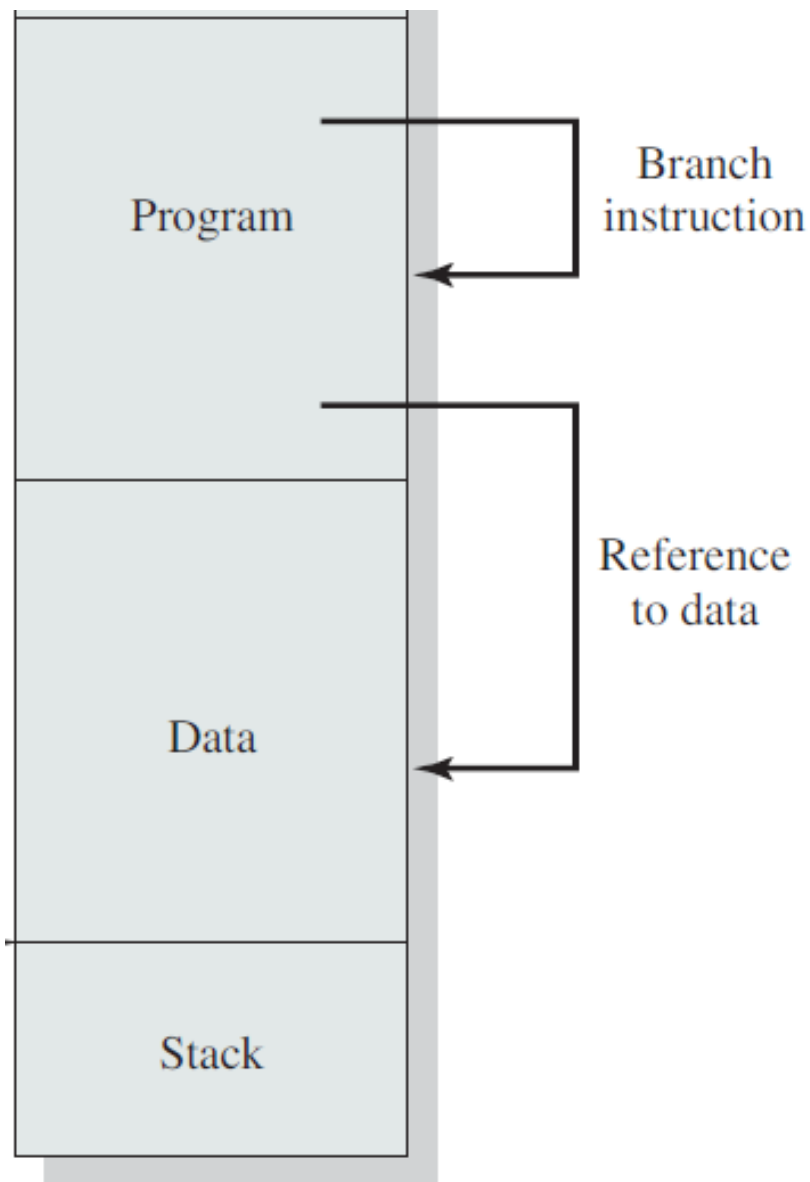 Program
Branch
instruction
Reference
to data
Data
Stack